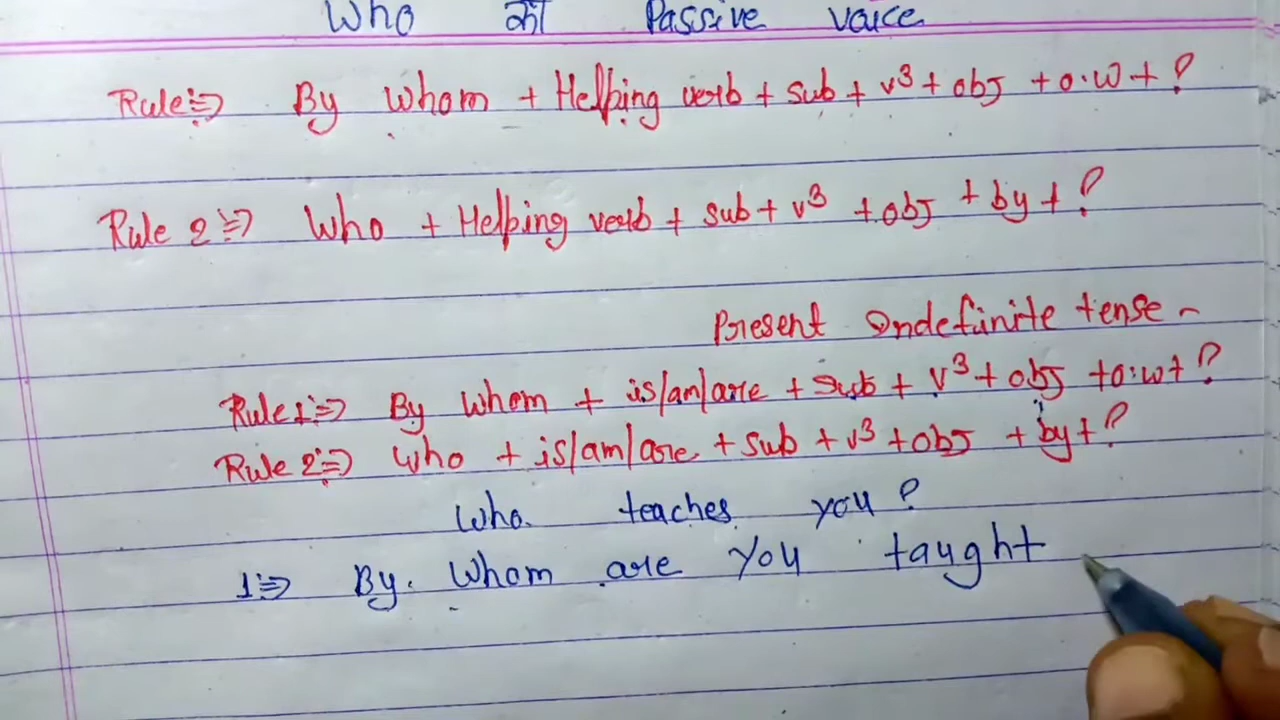 Who का Passive voice
Rule⇒ By Whom + Helping verb + sub + v³ + obj + o.w + ?
Rule 2⇒ Who + Helping verb + sub + v³ + obj + by + ?
Present Indefinite tense -
Rule 1⇒ By Whom + is/am/are + sub + v³ + obj + o.w + ?
Rule 2⇒ Who + is/am/are + sub + v³ + obj + by + ?
Who teaches you?
1⇒ By Whom are you taught